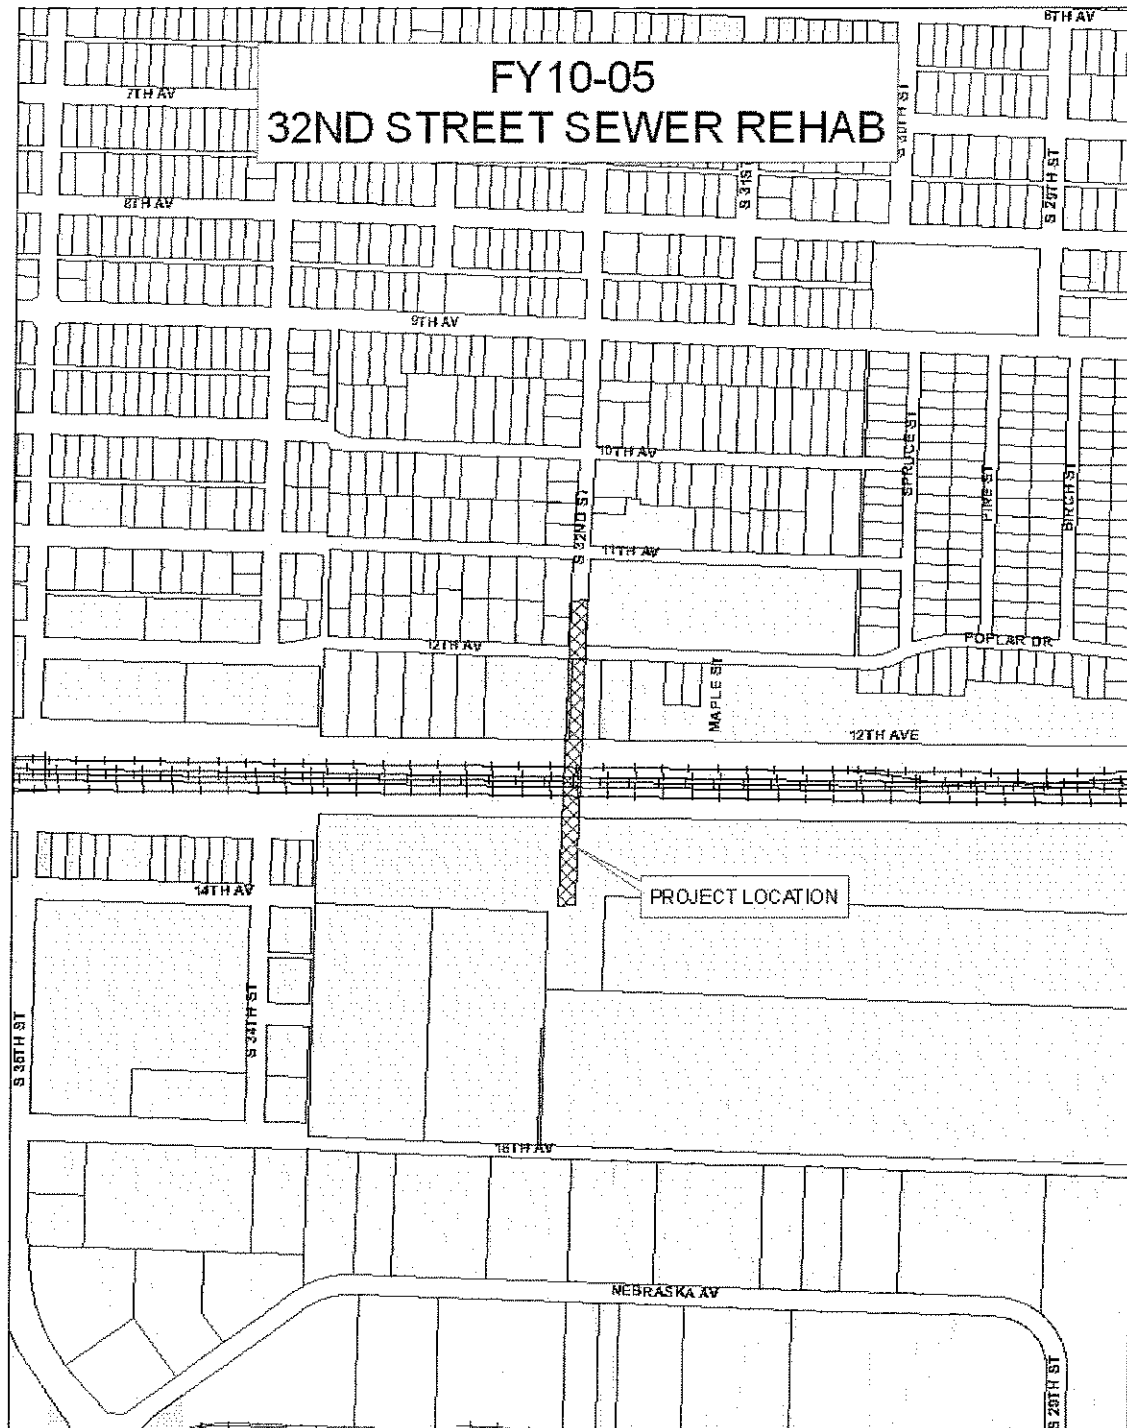 6TH AV
FY10-05
32ND STREET SEWER REHAB
7TH AV
S 30TH ST
S 31ST
S 29TH ST
8TH AV
9TH AV
10TH AV
SPRUCE ST
PINE ST
BIRCH ST
S 32ND ST
11TH AV
12TH AV
POPLAR DR
MAPLE ST
12TH AVE
14TH AV
PROJECT LOCATION
S 35TH ST
S 34TH ST
16TH AV
NEBRASKA AV
S 29TH ST